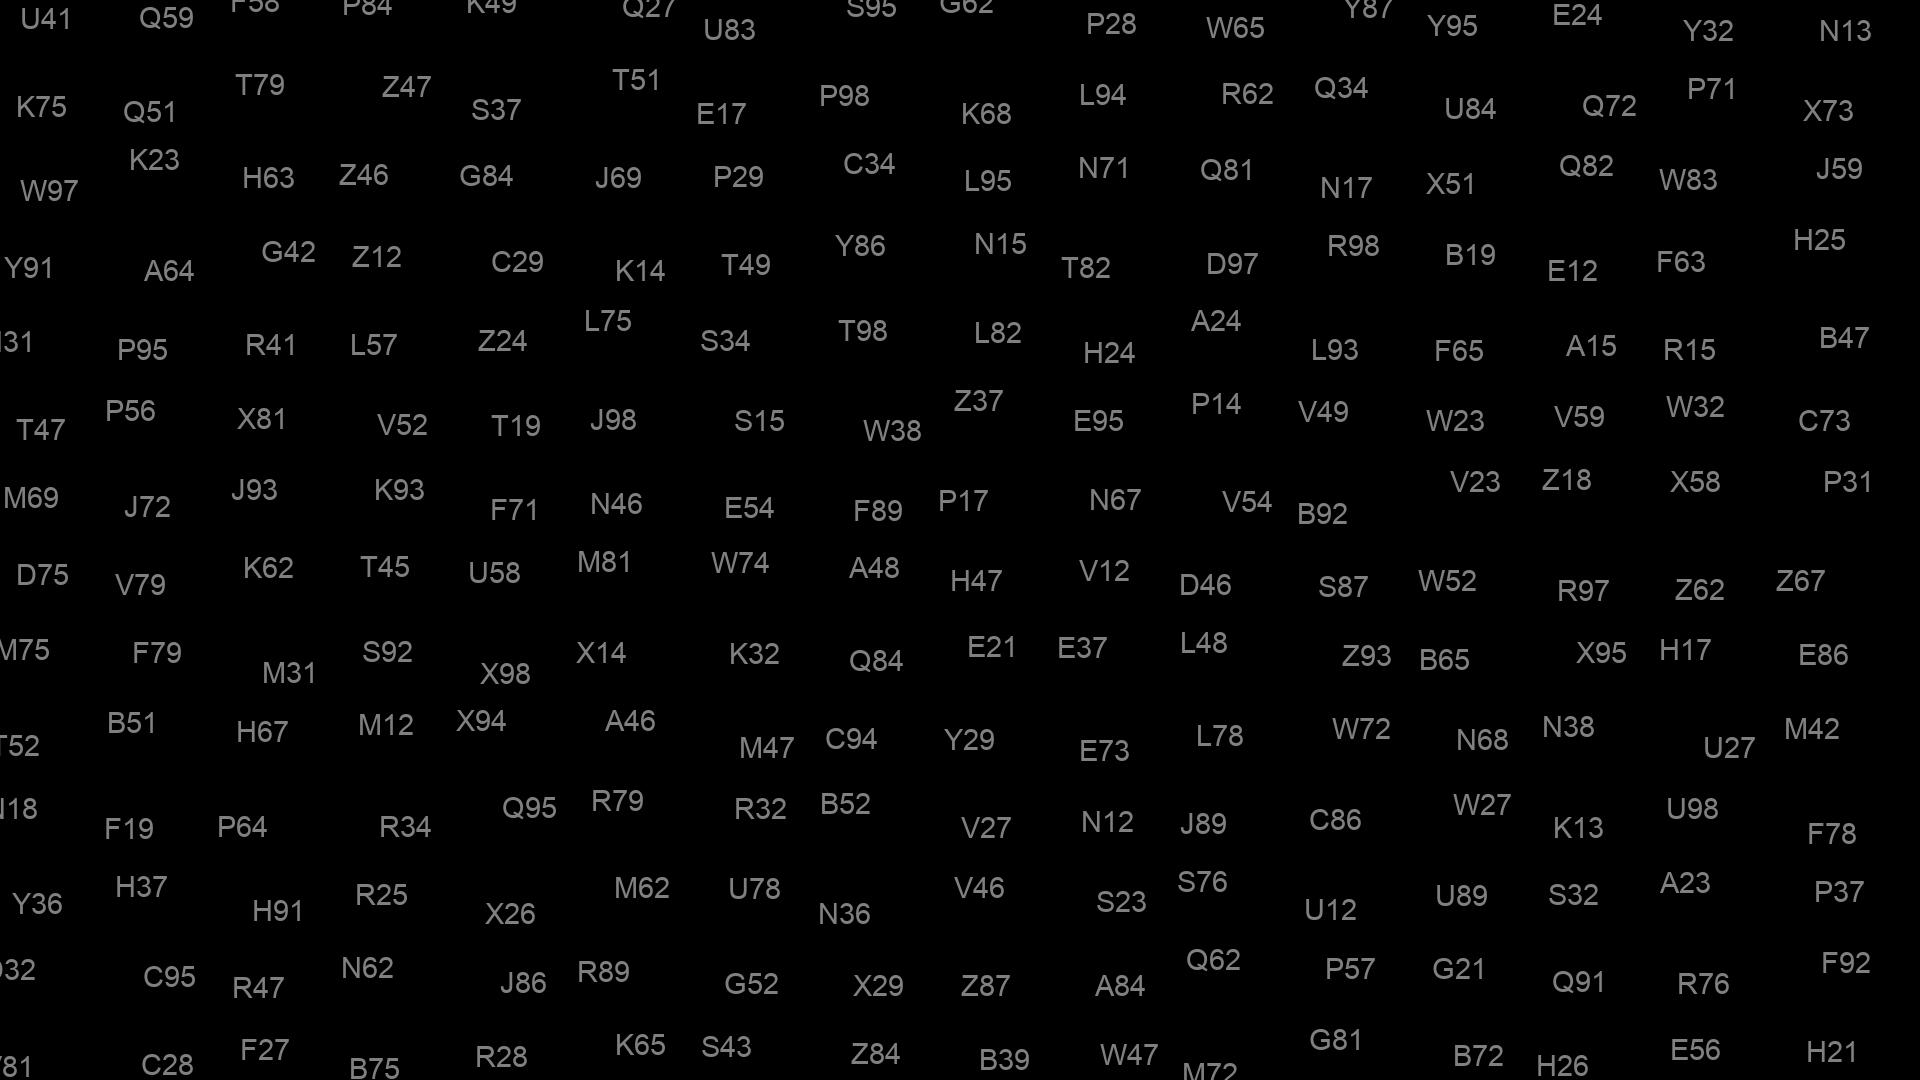 U41 Q59 F58 P84 K49 Q27 U83 S95 G62 P28 W65 Y87 Y95 E24 Y32 N13
K75 Q51 T79 Z47 S37 T51 E17 P98 K68 L94 R62 Q34 U84 Q72 P71 X73
W97 K23 H63 Z46 G84 J69 P29 C34 L95 N71 Q81 N17 X51 Q82 W83 J59
Y91 A64 G42 Z12 C29 K14 T49 Y86 N15 T82 D97 R98 B19 E12 F63 H25
P95 R41 L57 Z24 L75 S34 T98 L82 H24 A24 L93 F65 A15 R15 B47
T47 P56 X81 V52 T19 J98 S15 W38 Z37 E95 P14 V49 W23 V59 W32 C73
M69 J72 J93 K93 F71 N46 E54 F89 P17 N67 V54 B92 V23 Z18 X58 P31
D75 V79 K62 T45 U58 M81 W74 A48 H47 V12 D46 S87 W52 R97 Z62 Z67
M75 F79 M31 S92 X98 X14 K32 Q84 E21 E37 L48 Z93 B65 X95 H17 E86
T52 B51 H67 M12 X94 A46 M47 C94 Y29 E73 L78 W72 N68 N38 U27 M42
F19 P64 R34 Q95 R79 R32 B52 V27 N12 J89 C86 W27 K13 U98 F78
Y36 H37 H91 R25 X26 M62 U78 N36 V46 S23 S76 U12 U89 S32 A23 P37
C95 R47 N62 J86 R89 G52 X29 Z87 A84 Q62 P57 G21 Q91 R76 F92
C28 F27 B75 R28 K65 S43 Z84 B39 W47 M72 G81 B72 H26 E56 H21